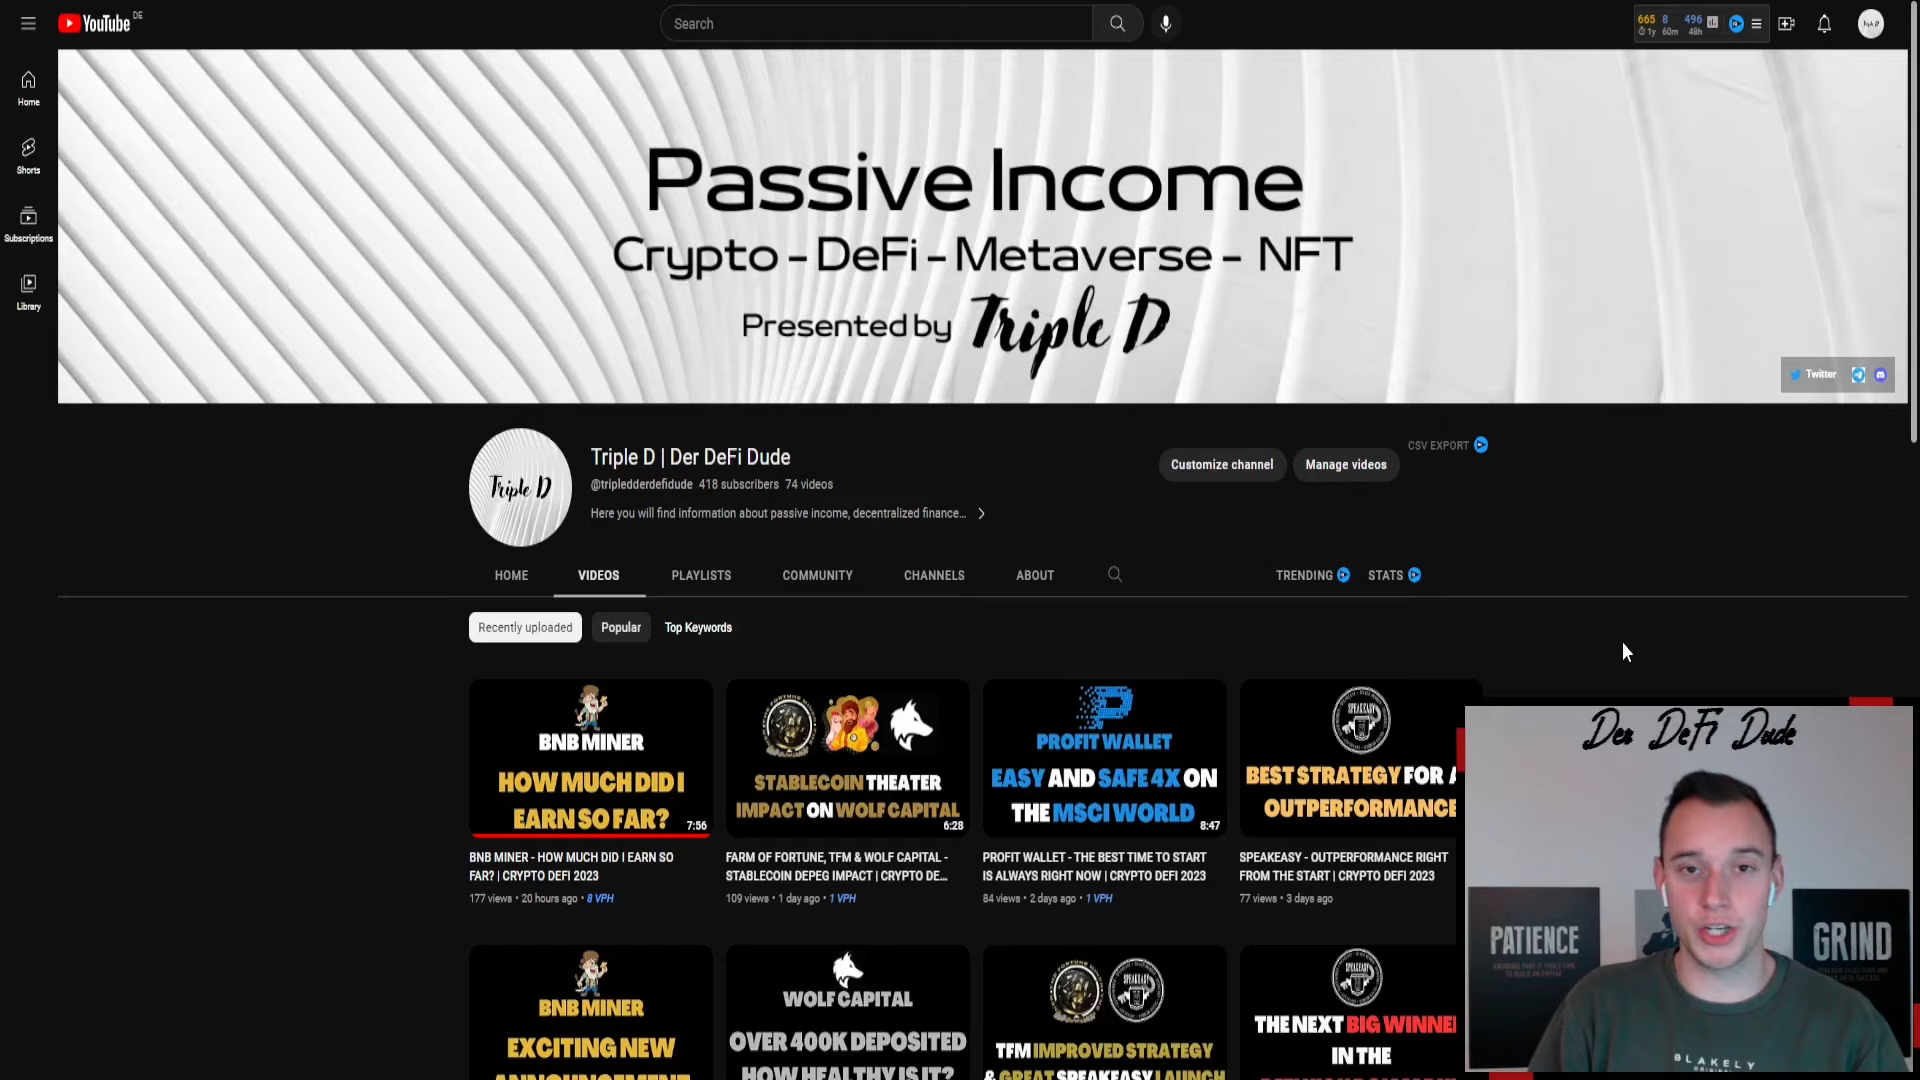 YouTube DE
Search
665 8 496
1y 60m 48h
Home
Shorts
Subscriptions
Library
Passive Income
Crypto - DeFi - Metaverse - NFT
Presented by Triple D
Twitter
Triple D
Triple D | Der DeFi Dude
@tripledderdefidude 418 subscribers 74 videos
Here you will find information about passive income, decentralized finance...
Customize channel
Manage videos
CSV EXPORT
HOME
VIDEOS
PLAYLISTS
COMMUNITY
CHANNELS
ABOUT
TRENDING
STATS
Recently uploaded
Popular
Top Keywords
BNB MINER
HOW MUCH DID I
EARN SO FAR?
7:56
BNB MINER - HOW MUCH DID I EARN SO
FAR? | CRYPTO DEFI 2023
177 views • 20 hours ago • 8 VPH
STABLECOIN THEATER
IMPACT ON WOLF CAPITAL
6:28
FARM OF FORTUNE, TFM & WOLF CAPITAL -
STABLECOIN DEPEG IMPACT | CRYPTO DE...
109 views • 1 day ago • 1 VPH
PROFIT WALLET
EASY AND SAFE 4X ON
THE MSCI WORLD
8:47
PROFIT WALLET - THE BEST TIME TO START
IS ALWAYS RIGHT NOW | CRYPTO DEFI 2023
84 views • 2 days ago • 1 VPH
SPEAKEASY
BEST STRATEGY FOR A
OUTPERFORMANCE
SPEAKEASY - OUTPERFORMANCE RIGHT
FROM THE START | CRYPTO DEFI 2023
77 views • 3 days ago
BNB MINER
EXCITING NEW
ANNOUNCEMENT
WOLF CAPITAL
OVER 400K DEPOSITED
HOW HEALTHY IS IT?
SPEAKEASY
TFM IMPROVED STRATEGY
& GREAT SPEAKEASY LAUNCH
SPEAKEASY
THE NEXT BIG WINNE
IN THE
Der DeFi Dude
PATIENCE
GRIND
BLAKELY